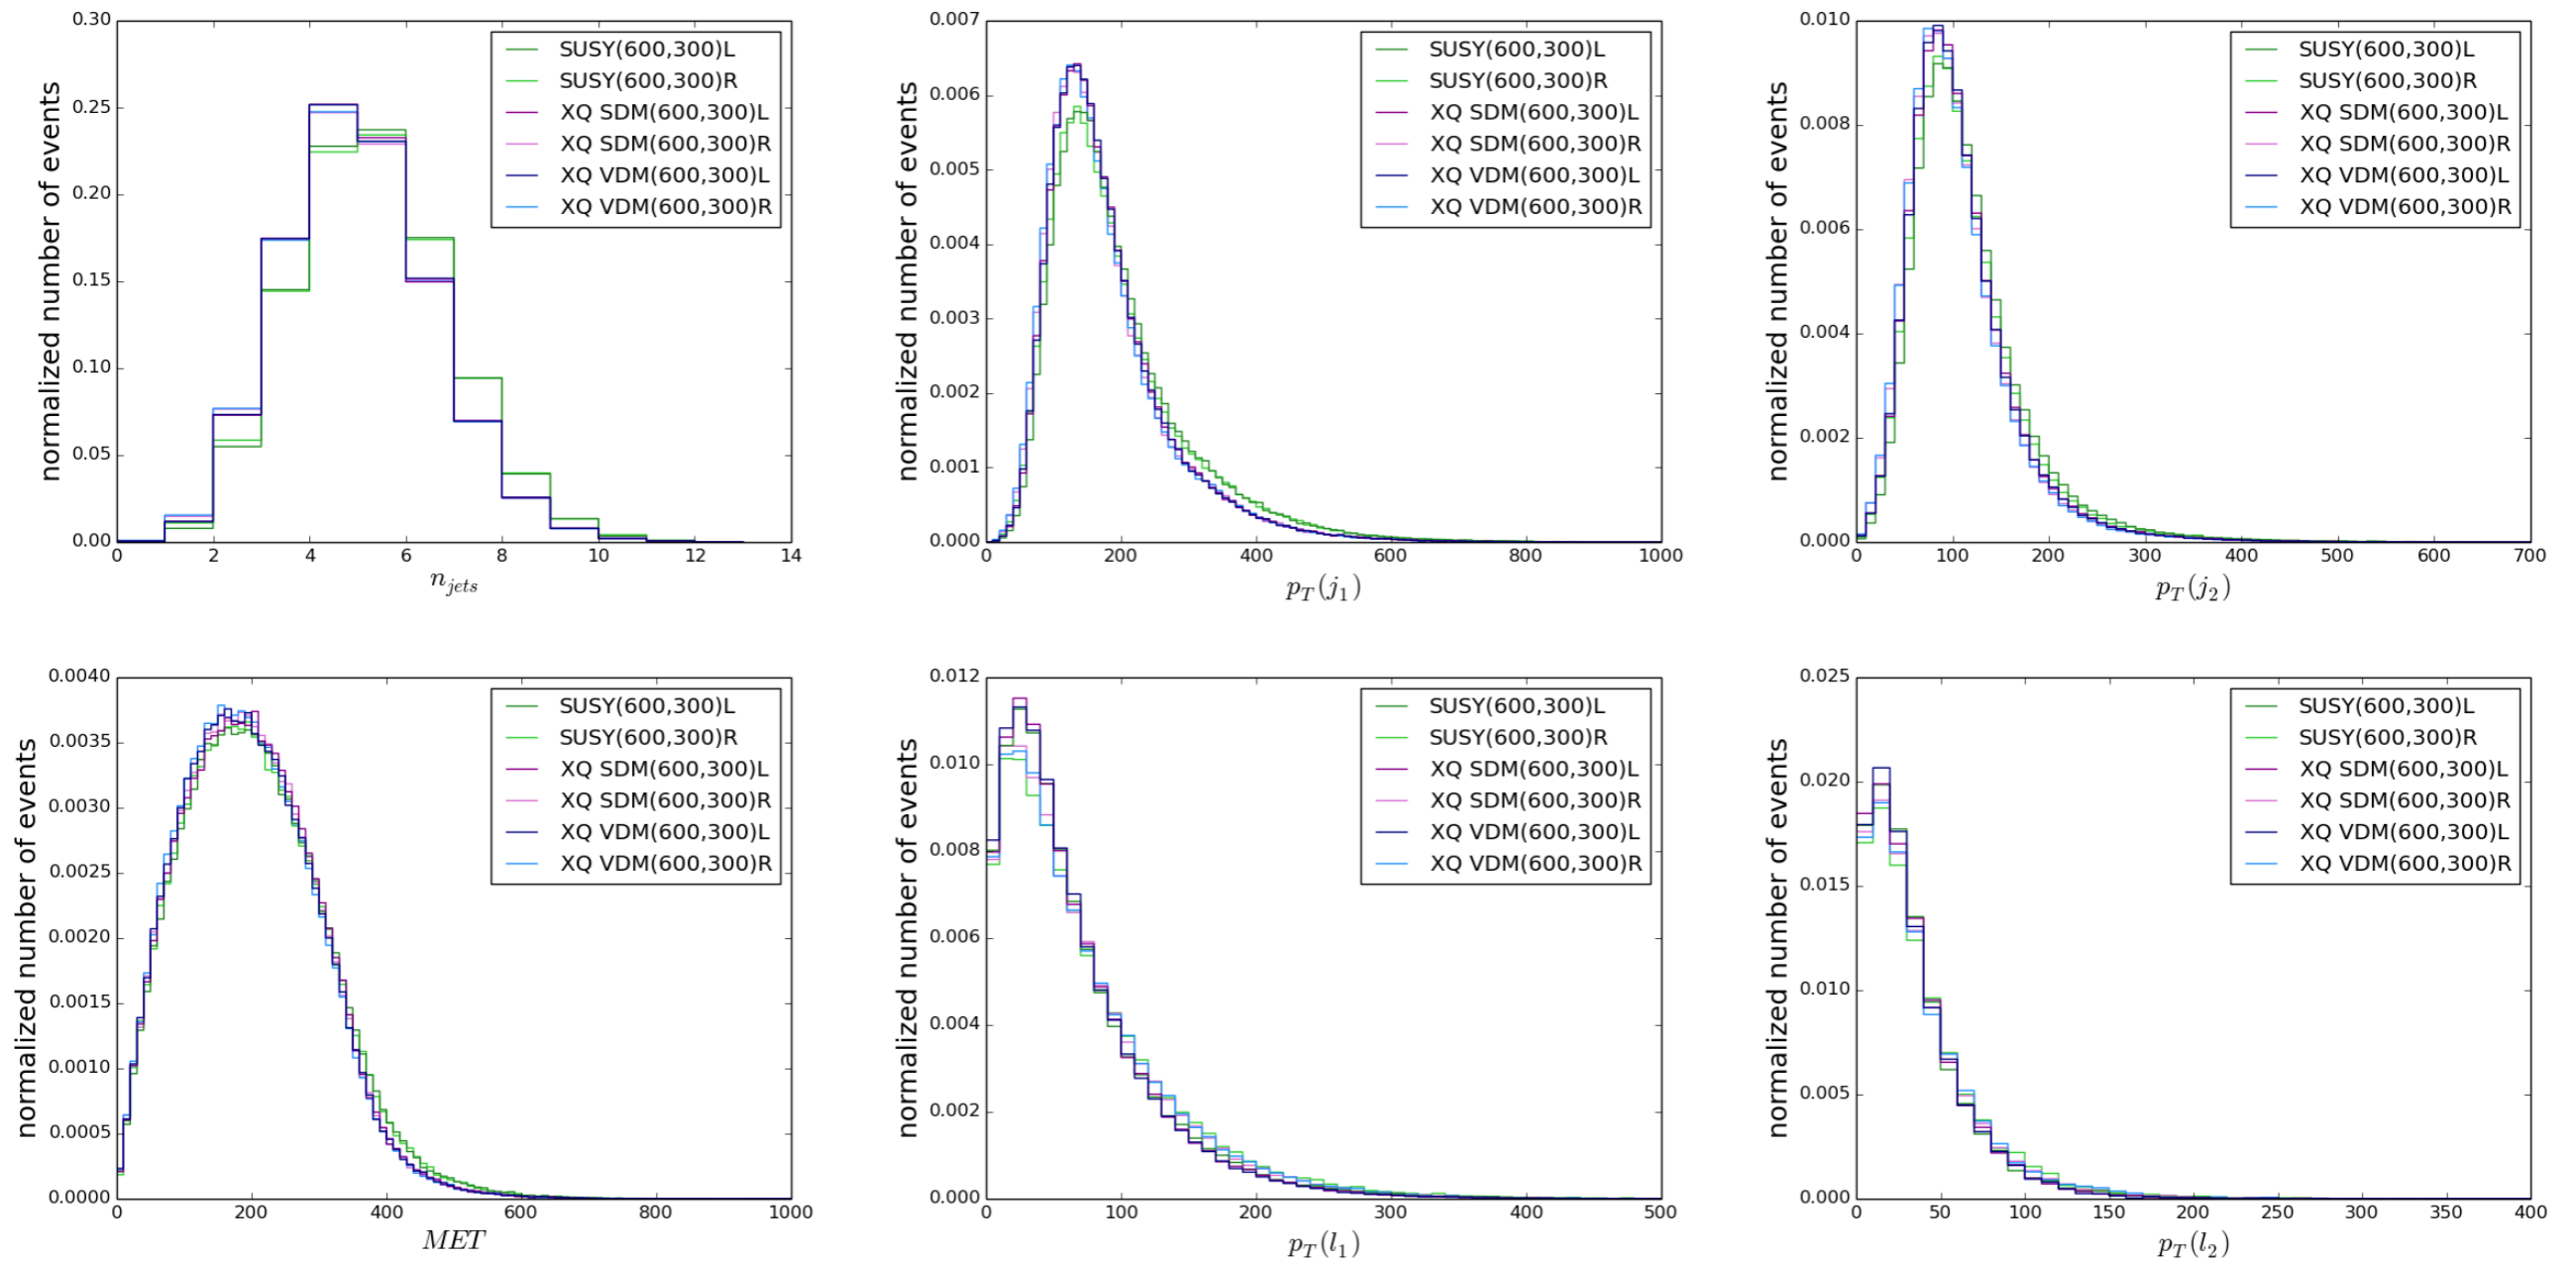 0.30
0.25
0.20
0.15
0.10
0.05
0.00
normalized number of events
SUSY(600,300)L
SUSY(600,300)R
XQ SDM(600,300)L
XQ SDM(600,300)R
XQ VDM(600,300)L
XQ VDM(600,300)R
0 2 4 6 8 10 12 14
n_jets
0.007
0.006
0.005
0.004
0.003
0.002
0.001
0.000
normalized number of events
SUSY(600,300)L
SUSY(600,300)R
XQ SDM(600,300)L
XQ SDM(600,300)R
XQ VDM(600,300)L
XQ VDM(600,300)R
0 200 400 600 800 1000
p_T(j_1)
0.010
0.008
0.006
0.004
0.002
0.000
normalized number of events
SUSY(600,300)L
SUSY(600,300)R
XQ SDM(600,300)L
XQ SDM(600,300)R
XQ VDM(600,300)L
XQ VDM(600,300)R
0 100 200 300 400 500 600 700
p_T(j_2)
0.0040
0.0035
0.0030
0.0025
0.0020
0.0015
0.0010
0.0005
0.0000
normalized number of events
SUSY(600,300)L
SUSY(600,300)R
XQ SDM(600,300)L
XQ SDM(600,300)R
XQ VDM(600,300)L
XQ VDM(600,300)R
0 200 400 600 800 1000
MET
0.012
0.010
0.008
0.006
0.004
0.002
0.000
normalized number of events
SUSY(600,300)L
SUSY(600,300)R
XQ SDM(600,300)L
XQ SDM(600,300)R
XQ VDM(600,300)L
XQ VDM(600,300)R
0 100 200 300 400 500
p_T(l_1)
0.025
0.020
0.015
0.010
0.005
0.000
normalized number of events
SUSY(600,300)L
SUSY(600,300)R
XQ SDM(600,300)L
XQ SDM(600,300)R
XQ VDM(600,300)L
XQ VDM(600,300)R
0 50 100 150 200 250 300 350 400
p_T(l_2)